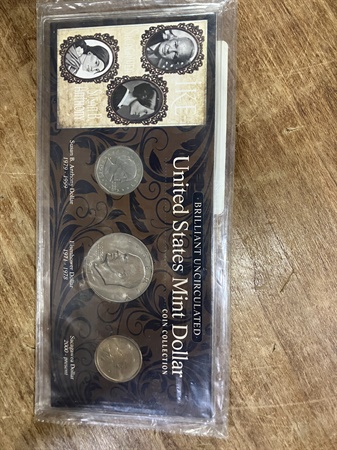 IKE
BRILLIANT UNCIRCULATED
United States Mint Dollar
COIN COLLECTION
Susan B. Anthony Dollar
1979 - 1999
Eisenhower Dollar
1971 - 1978
Sacagawea Dollar
2000 - present